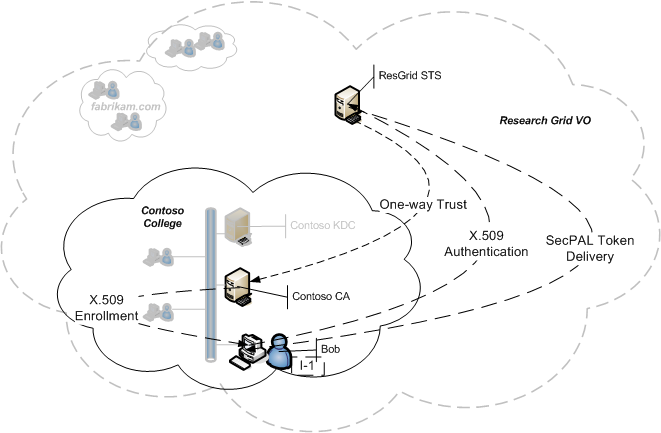 ResGrid STS
fabrikam.com
Research Grid VO
One-way Trust
Contoso
College
Contoso KDC
X.509
Authentication
SecPAL Token
Delivery
Contoso CA
X.509
Enrollment
Bob
I-1